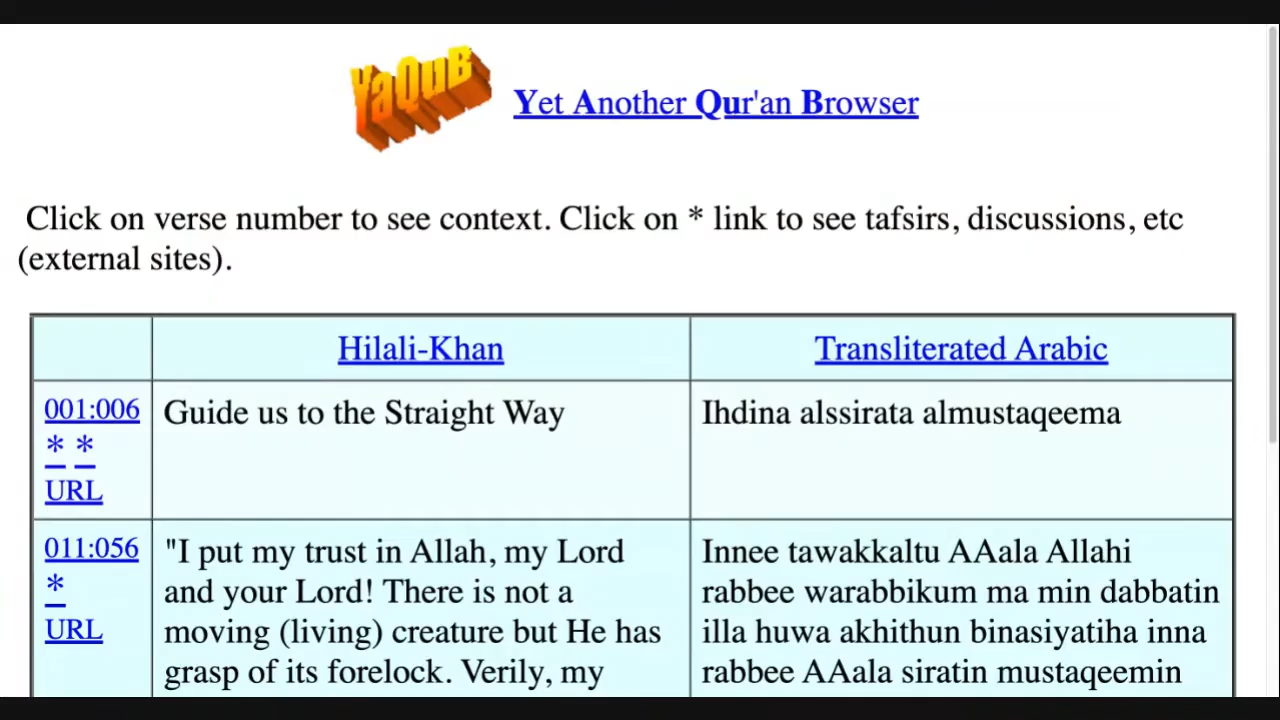 YaQuB
Yet Another Qur'an Browser
Click on verse number to see context. Click on * link to see tafsirs, discussions, etc
(external sites).
Hilali-Khan
Transliterated Arabic
001:006
* *
URL
Guide us to the Straight Way
Ihdina alssirata almustaqeema
011:056
*
URL
"I put my trust in Allah, my Lord
and your Lord! There is not a
moving (living) creature but He has
grasp of its forelock. Verily, my
Innee tawakkaltu AAala Allahi
rabbee warabbikum ma min dabbatin
illa huwa akhithun binasiyatiha inna
rabbee AAala siratin mustaqeemin